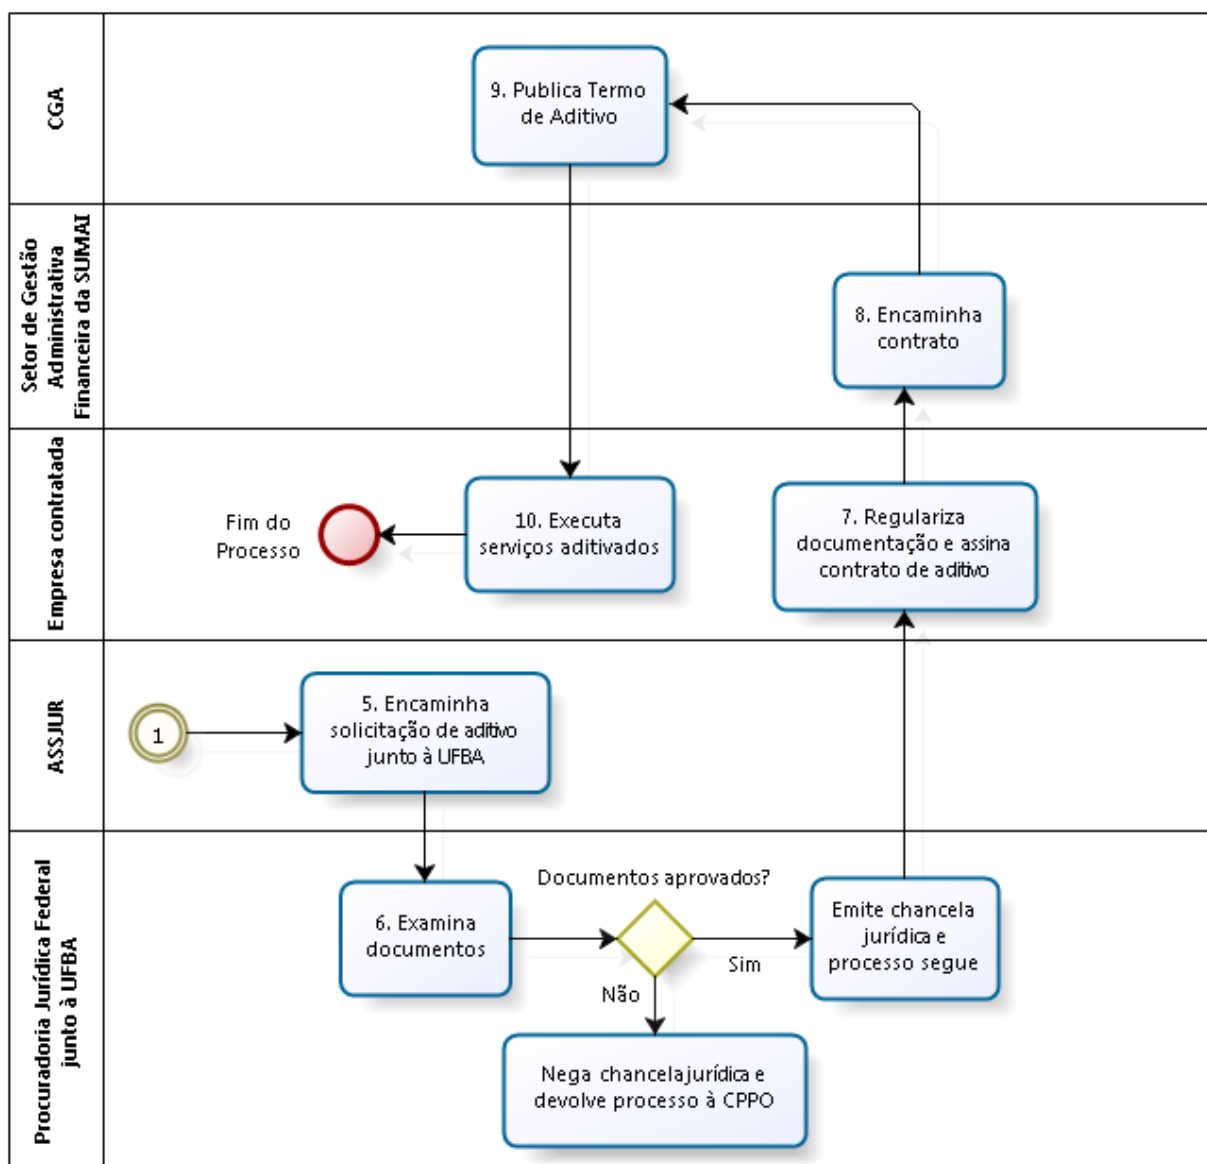 CGA
9. Publica Termo
de Aditivo
Setor de Gestão
Administrativa
Financeira da SUMAI
8. Encaminha
contrato
Empresa contratada
Fim do
Processo
10. Executa
serviços aditivados
7. Regulariza
documentação e assina
contrato de aditivo
ASSJUR
1
5. Encaminha
solicitação de aditivo
junto à UFBA
Procuradoria Jurídica Federal
junto à UFBA
6. Examina
documentos
Documentos aprovados?
Sim
Não
Emite chancela
jurídica e
processo segue
Nega chancela jurídica e
devolve processo à CPPO